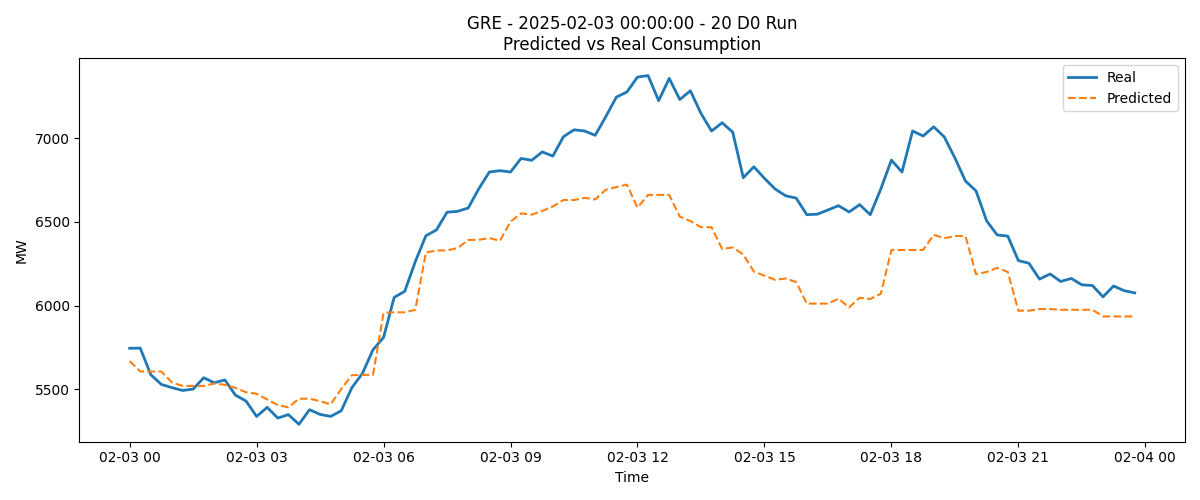 GRE - 2025-02-03 00:00:00 - 20 D0 Run
Predicted vs Real Consumption
Real
Predicted
MW
7000
6500
6000
5500
02-03 00
02-03 03
02-03 06
02-03 09
02-03 12
02-03 15
02-03 18
02-03 21
02-04 00
Time